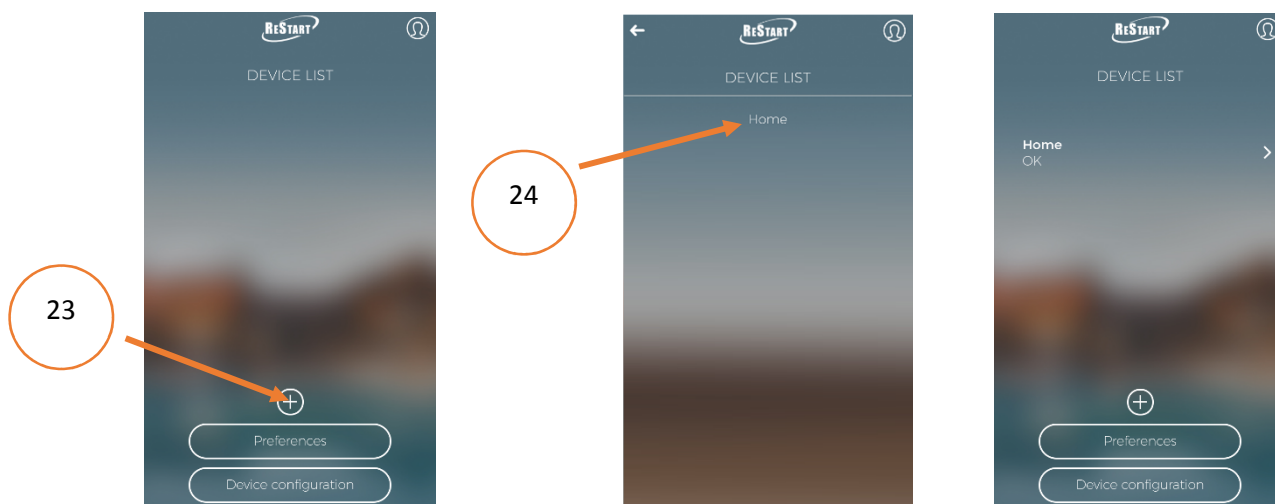 RESTART
DEVICE LIST
23
Preferences
Device configuration
RESTART
DEVICE LIST
Home
24
RESTART
DEVICE LIST
Home
OK
Preferences
Device configuration